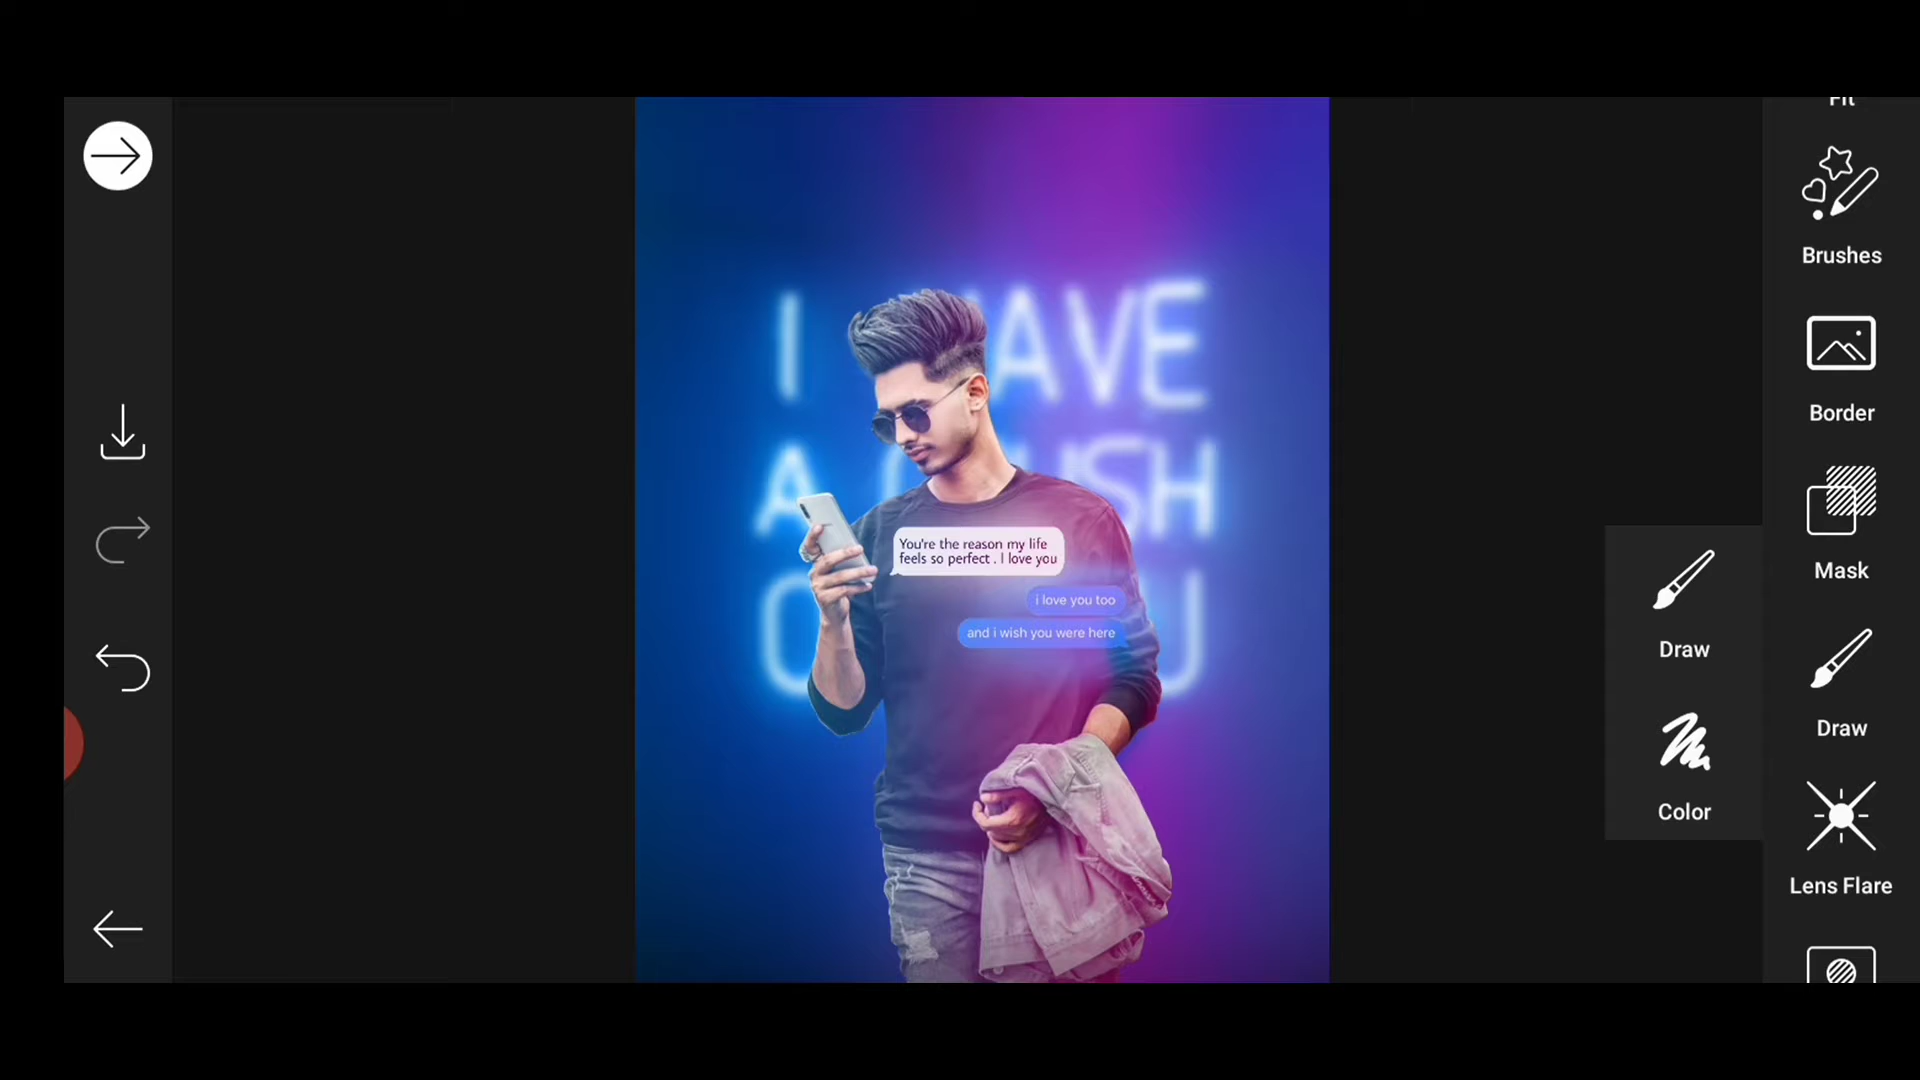 Fit
Brushes
Border
Mask
Draw
Lens Flare
Draw
Color
I AVE
A USH
U
You're the reason my life
feels so perfect . I love you
i love you too
and i wish you were here